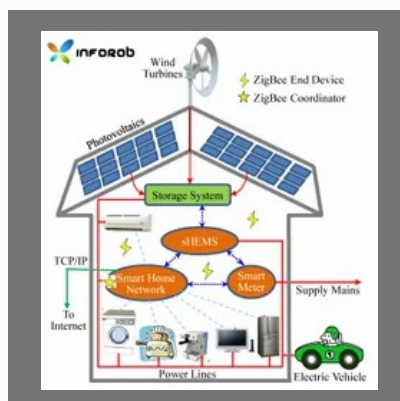 INFOROB
Wind
Turbines
ZigBee End Device
ZigBee Coordinator
Photovoltaics
Storage System
sHEMS
TCP/IP
Smart Home
Network
Smart
Meter
Supply Mains
To
Internet
Power Lines
Electric Vehicle